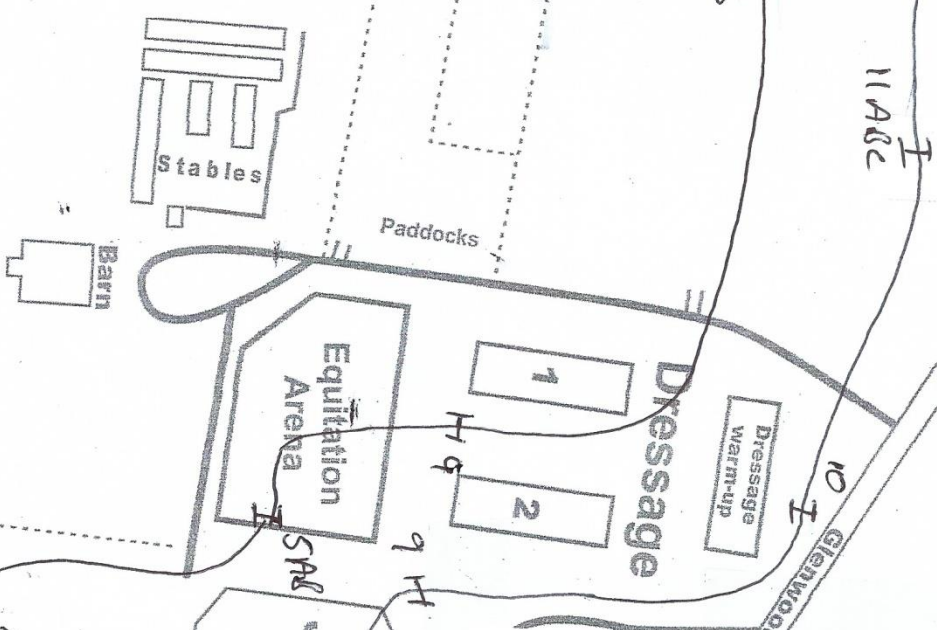 11ABC
Stables
Paddocks
Barn
Equitation
Arena
1
Dressage
Dressage
warm-up
10
9
2
9
5AB
Glenwoo